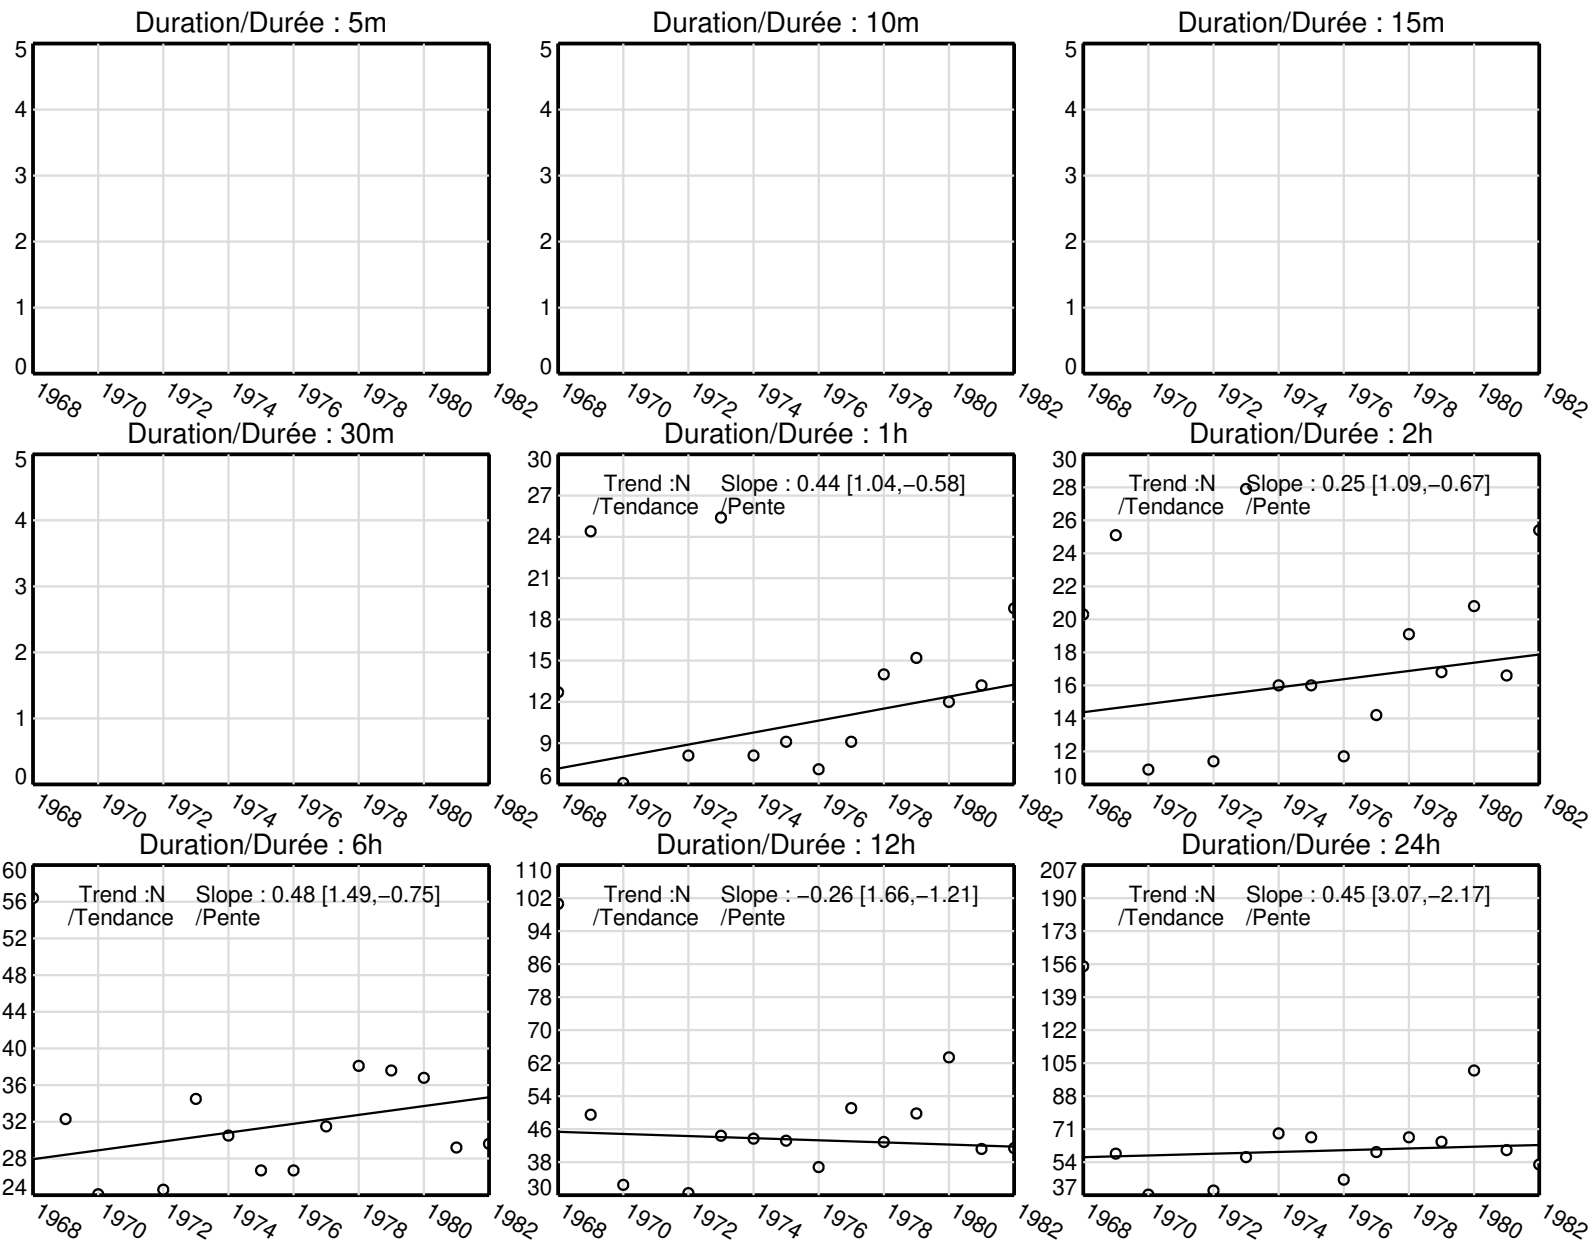 Duration/Durée : 5m
5
4
3
2
1
0
1968 1970 1972 1974 1976 1978 1980 1982
Duration/Durée : 10m
5
4
3
2
1
0
1968 1970 1972 1974 1976 1978 1980 1982
Duration/Durée : 15m
5
4
3
2
1
0
1968 1970 1972 1974 1976 1978 1980 1982
Duration/Durée : 30m
5
4
3
2
1
0
1968 1970 1972 1974 1976 1978 1980 1982
Duration/Durée : 1h
Trend :N Slope : 0.44 [1.04,−0.58]
/Tendance /Pente
30
27
24
21
18
15
12
9
6
1968 1970 1972 1974 1976 1978 1980 1982
Duration/Durée : 2h
Trend :N Slope : 0.25 [1.09,−0.67]
/Tendance /Pente
30
28
26
24
22
20
18
16
14
12
10
1968 1970 1972 1974 1976 1978 1980 1982
Duration/Durée : 6h
Trend :N Slope : 0.48 [1.49,−0.75]
/Tendance /Pente
60
56
52
48
44
40
36
32
28
24
1968 1970 1972 1974 1976 1978 1980 1982
Duration/Durée : 12h
Trend :N Slope : −0.26 [1.66,−1.21]
/Tendance /Pente
110
102
94
86
78
70
62
54
46
38
30
1968 1970 1972 1974 1976 1978 1980 1982
Duration/Durée : 24h
Trend :N Slope : 0.45 [3.07,−2.17]
/Tendance /Pente
207
190
173
156
139
122
105
88
71
54
37
1968 1970 1972 1974 1976 1978 1980 1982